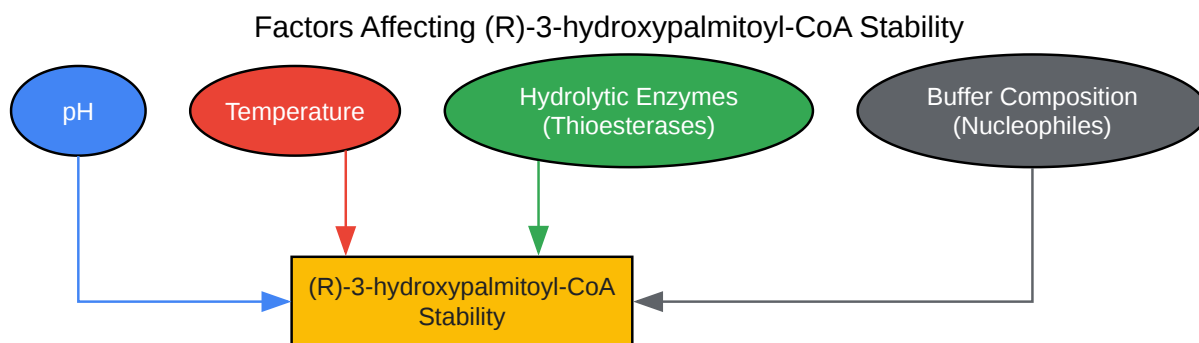 Factors Affecting (R)-3-hydroxypalmitoyl-CoA Stability
pH
Temperature
Hydrolytic Enzymes
(Thioesterases)
Buffer Composition
(Nucleophiles)
(R)-3-hydroxypalmitoyl-CoA
Stability